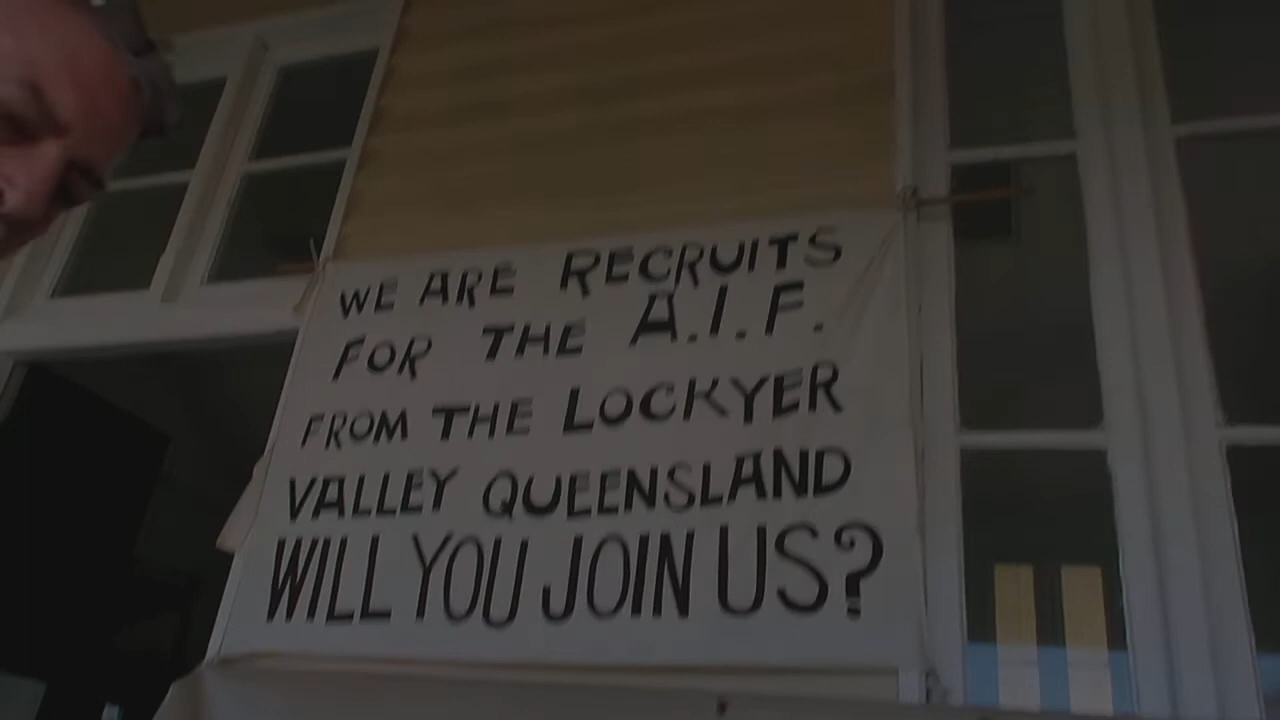 WE ARE RECRUITS
FOR THE A.I.F.
FROM THE LOCKYER
VALLEY QUEENSLAND
WILL YOU JOIN US?